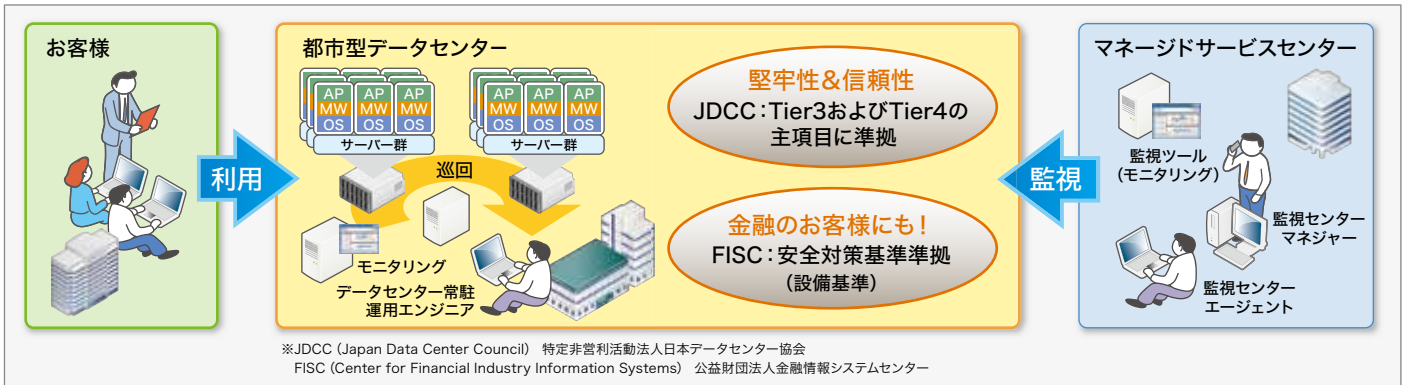 お客様
利用
都市型データセンター
AP AP AP
MW MW MW
OS OS OS
サーバー群
AP AP AP
MW MW MW
OS OS OS
サーバー群
巡回
モニタリング
データセンター常駐
運用エンジニア
堅牢性&信頼性
JDCC:Tier3およびTier4の
主項目に準拠
金融のお客様にも!
FISC:安全対策基準準拠
(設備基準)
監視
マネージドサービスセンター
監視ツール
(モニタリング)
監視センター
マネジャー
監視センター
エージェント
※JDCC (Japan Data Center Council) 特定非営利活動法人日本データセンター協会
FISC (Center for Financial Industry Information Systems) 公益財団法人金融情報システムセンター